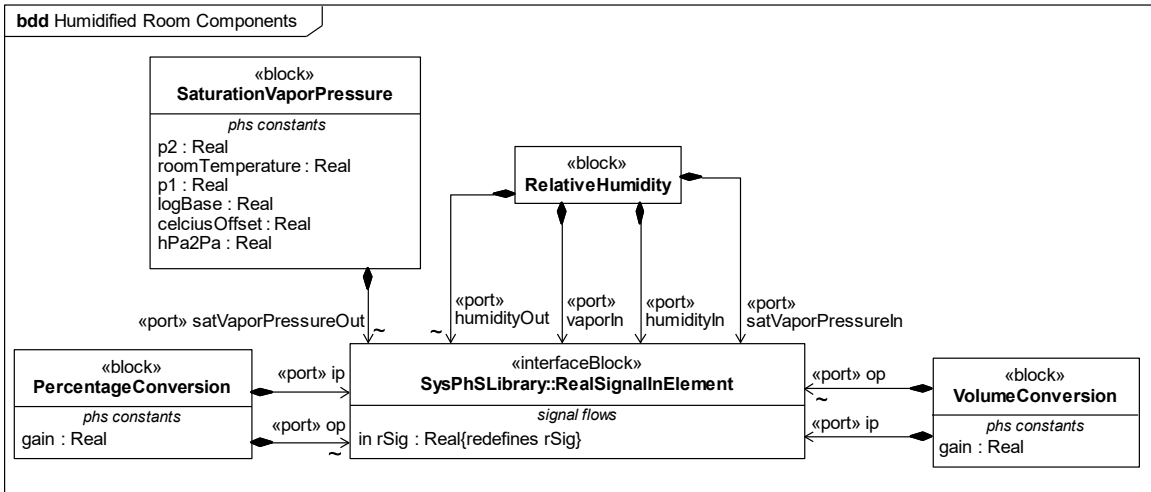 bdd Humidified Room Components
«block»
SaturationVaporPressure
phs constants
p2 : Real
roomTemperature : Real
p1 : Real
logBase : Real
celciusOffset : Real
hPa2Pa : Real
«block»
RelativeHumidity
«port» satVaporPressureOut
~
«port»
humidityOut
~
«port»
vaporIn
«port»
humidityIn
«port»
satVaporPressureIn
«block»
PercentageConversion
phs constants
gain : Real
«port» ip
«port» op
~
«interfaceBlock»
SysPhSLibrary::RealSignalInElement
signal flows
in rSig : Real{redefines rSig}
«port» op
~
«port» ip
«block»
VolumeConversion
phs constants
gain : Real